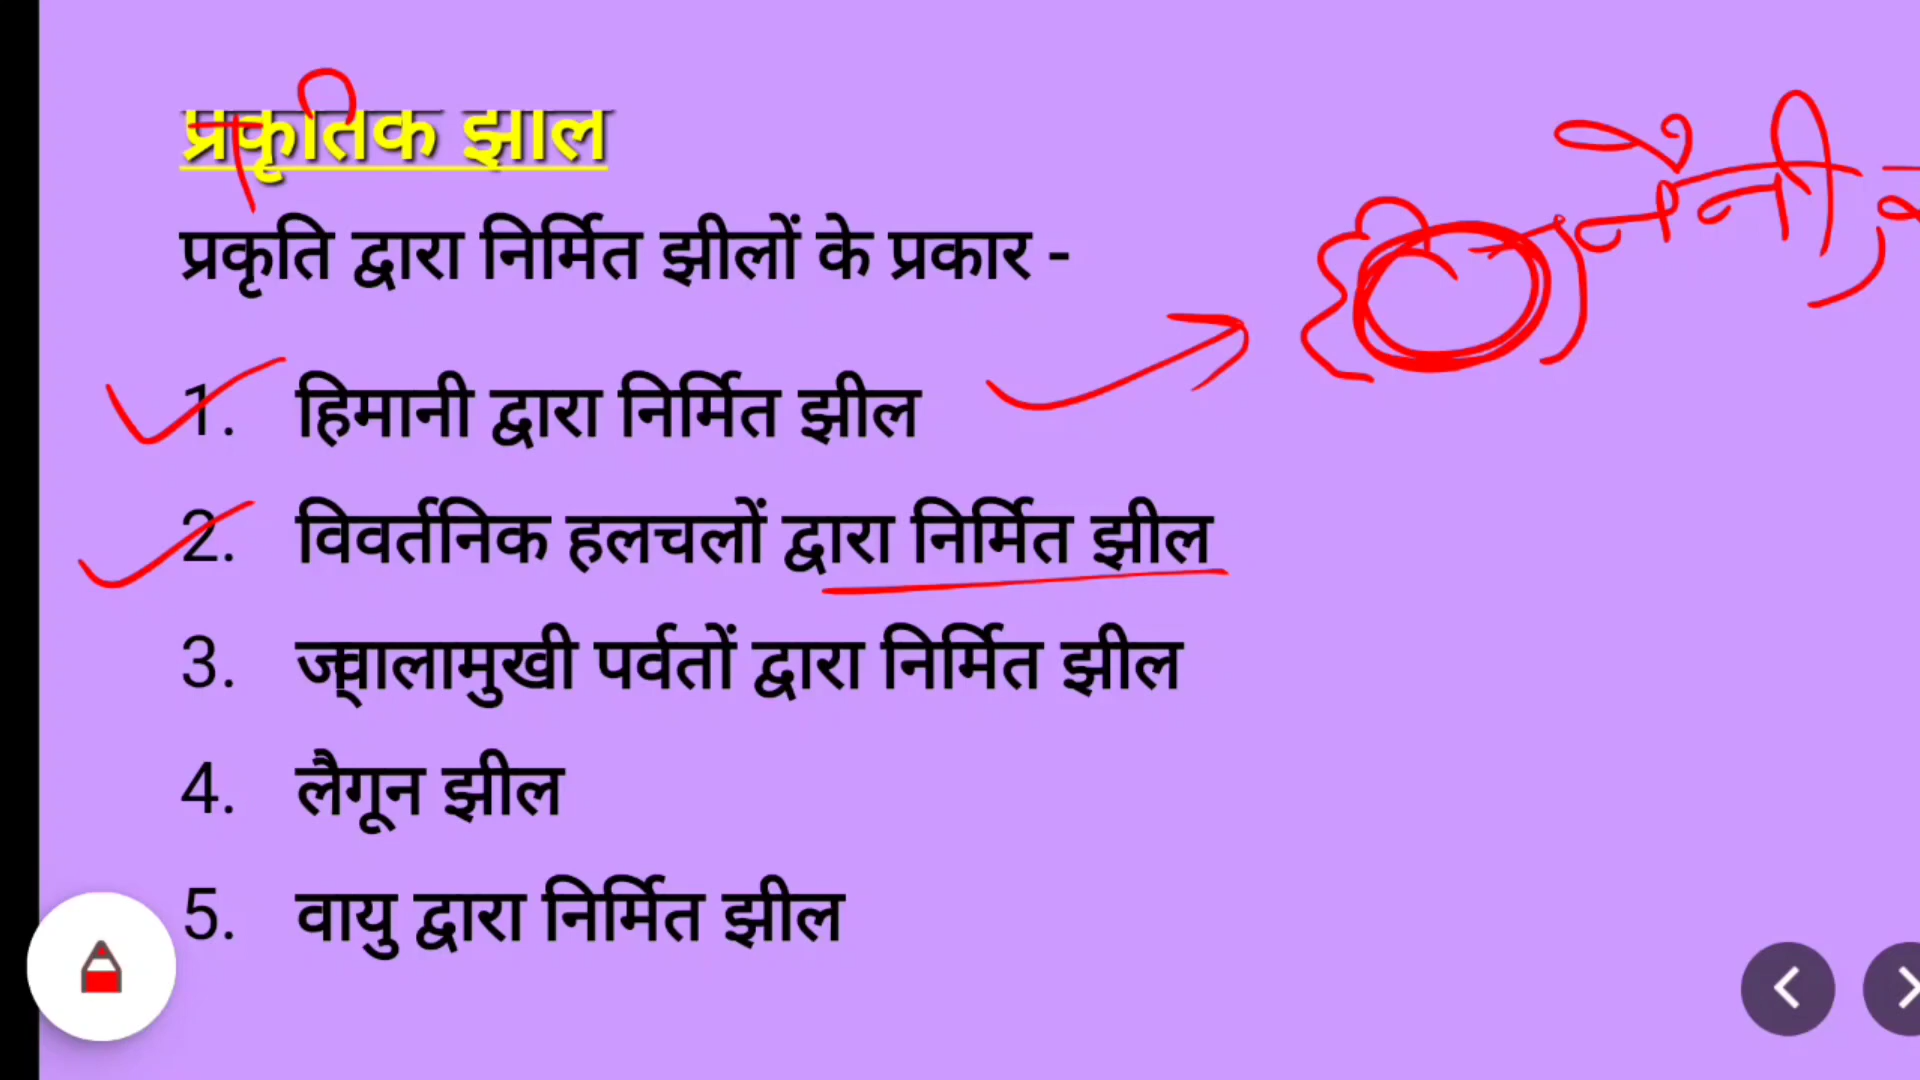 प्रकृतिक झील
प्रकृति द्वारा निर्मित झीलों के प्रकार -
1. हिमानी द्वारा निर्मित झील
2. विवर्तनिक हलचलों द्वारा निर्मित झील
3. ज्वालामुखी पर्वतों द्वारा निर्मित झील
4. लैगून झील
5. वायु द्वारा निर्मित झील